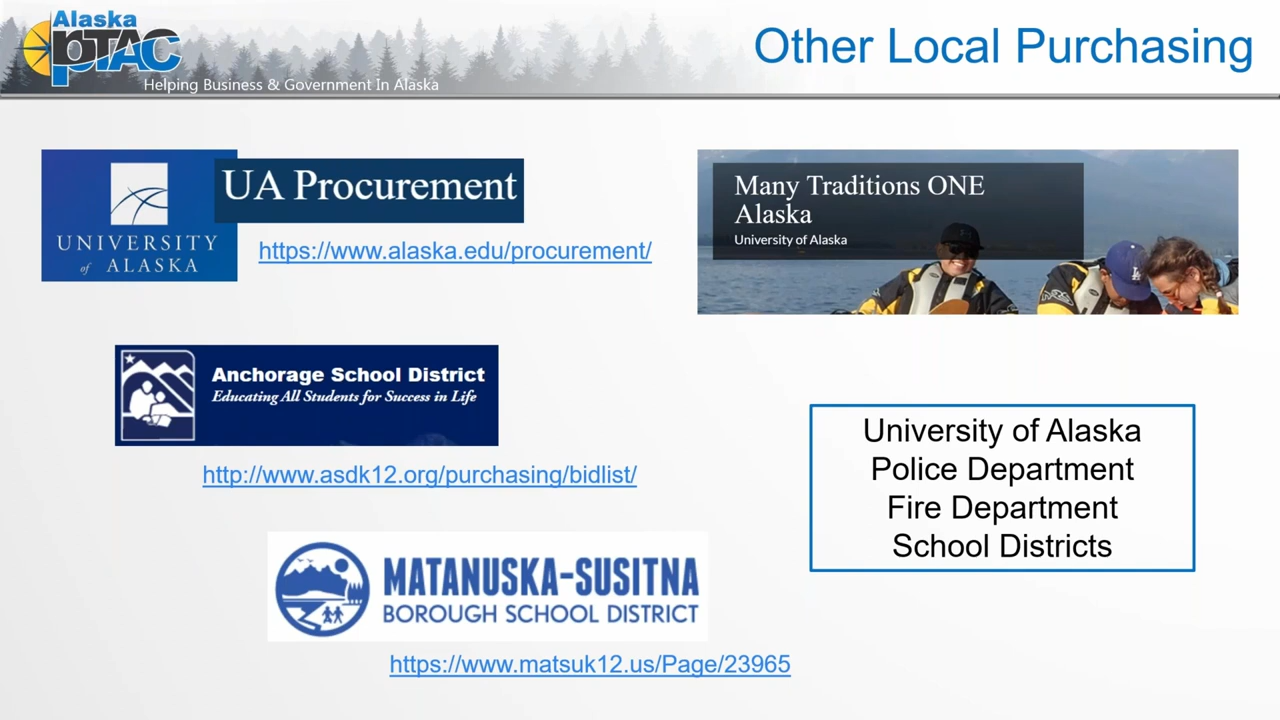 Alaska
PTAC
Helping Business & Government In Alaska
Other Local Purchasing
UNIVERSITY
of ALASKA
UA Procurement
https://www.alaska.edu/procurement/
Many Traditions ONE
Alaska
University of Alaska
Anchorage School District
Educating All Students for Success in Life
http://www.asdk12.org/purchasing/bidlist/
University of Alaska
Police Department
Fire Department
School Districts
MATANUSKA-SUSITNA
BOROUGH SCHOOL DISTRICT
https://www.matsuk12.us/Page/23965